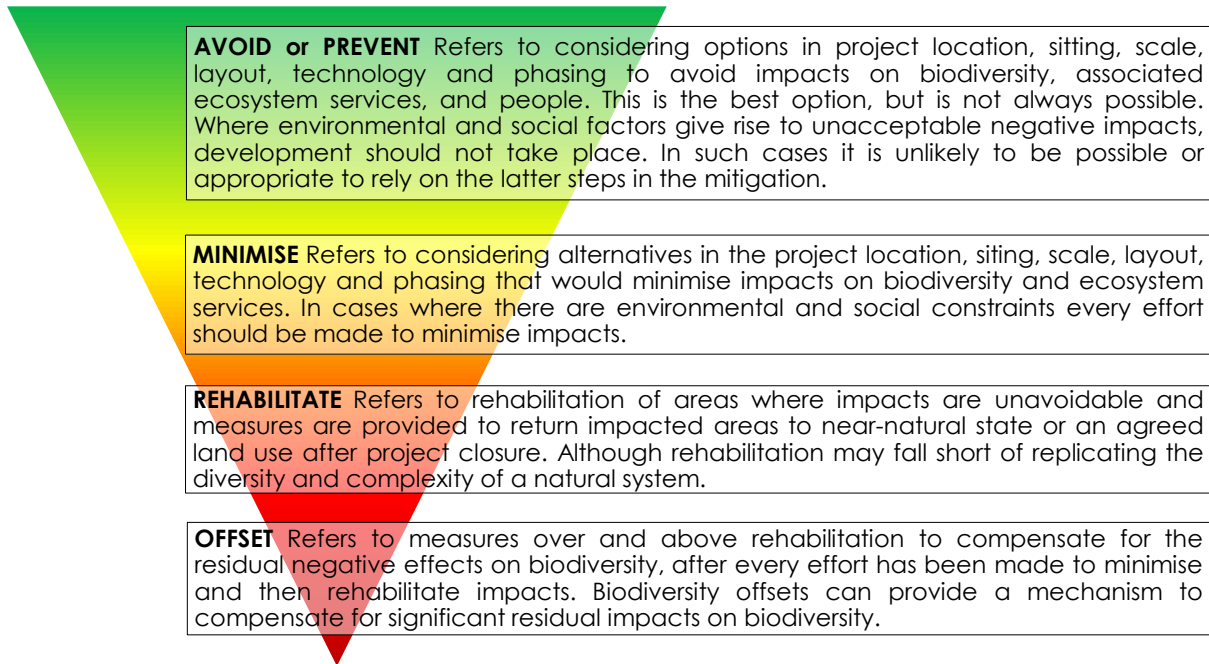 AVOID or PREVENT Refers to considering options in project location, sitting, scale,
layout, technology and phasing to avoid impacts on biodiversity, associated
ecosystem services, and people. This is the best option, but is not always possible.
Where environmental and social factors give rise to unacceptable negative impacts,
development should not take place. In such cases it is unlikely to be possible or
appropriate to rely on the latter steps in the mitigation.
MINIMISE Refers to considering alternatives in the project location, siting, scale, layout,
technology and phasing that would minimise impacts on biodiversity and ecosystem
services. In cases where there are environmental and social constraints every effort
should be made to minimise impacts.
REHABILITATE Refers to rehabilitation of areas where impacts are unavoidable and
measures are provided to return impacted areas to near-natural state or an agreed
land use after project closure. Although rehabilitation may fall short of replicating the
diversity and complexity of a natural system.
OFFSET Refers to measures over and above rehabilitation to compensate for the
residual negative effects on biodiversity, after every effort has been made to minimise
and then rehabilitate impacts. Biodiversity offsets can provide a mechanism to
compensate for significant residual impacts on biodiversity.